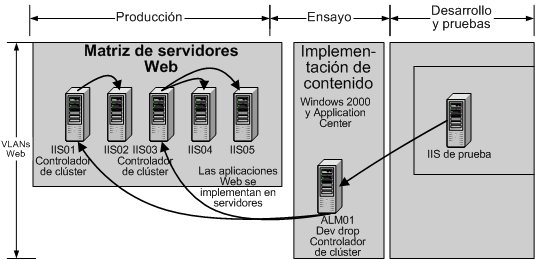 Producción
Ensayo
Desarrollo
y pruebas
Matriz de servidores
Web
Implemen-
tación de
contenido
Windows 2000
y Application
Center
VLANs
Web
IIS01
Controlador
de clúster
IIS02
IIS03
Controlador
de clúster
IIS04
IIS05
Las aplicaciones
Web se
implementan en
servidores
IIS de prueba
ALM01
Dev drop
Controlador
de clúster